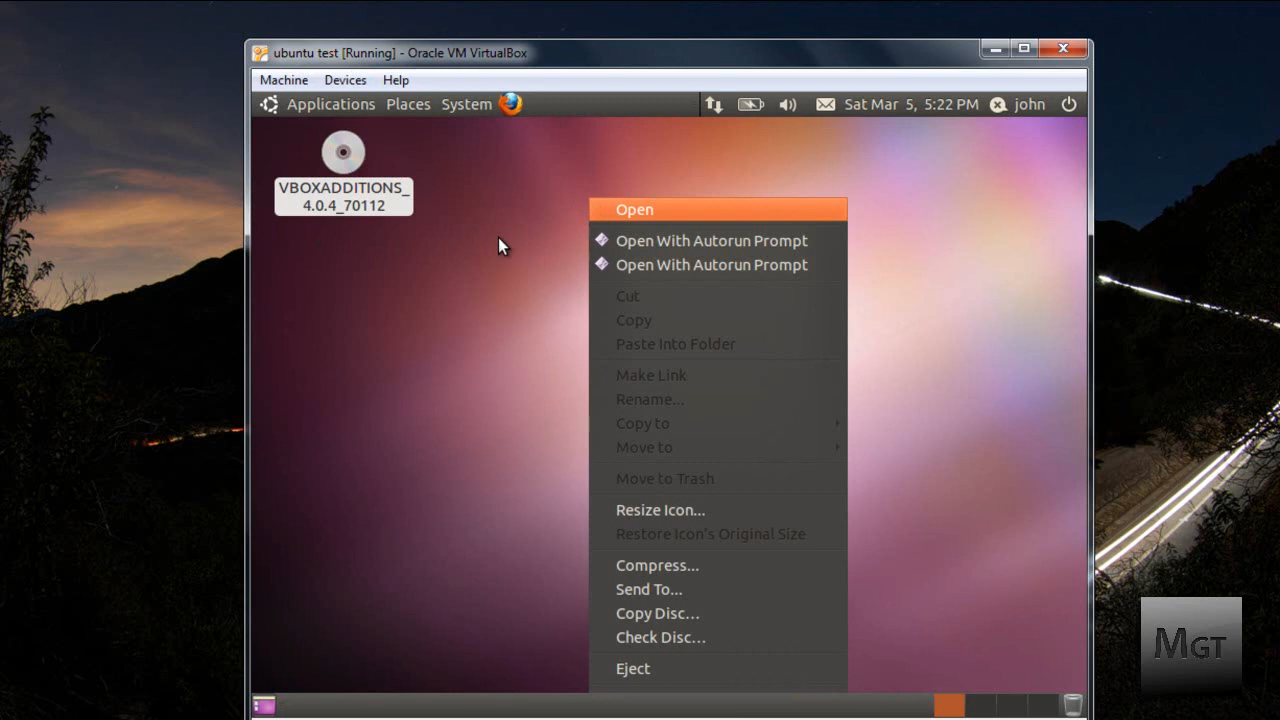 ubuntu test [Running] - Oracle VM VirtualBox
Machine Devices Help
Applications Places System Sat Mar 5, 5:22 PM john
VBOXADDITIONS_
4.0.4_70112
Open
Open With Autorun Prompt
Open With Autorun Prompt
Cut
Copy
Paste Into Folder
Make Link
Rename...
Copy to
Move to
Move to Trash
Resize Icon...
Restore Icon's Original Size
Compress...
Send To...
Copy Disc...
Check Disc...
Eject
MGT